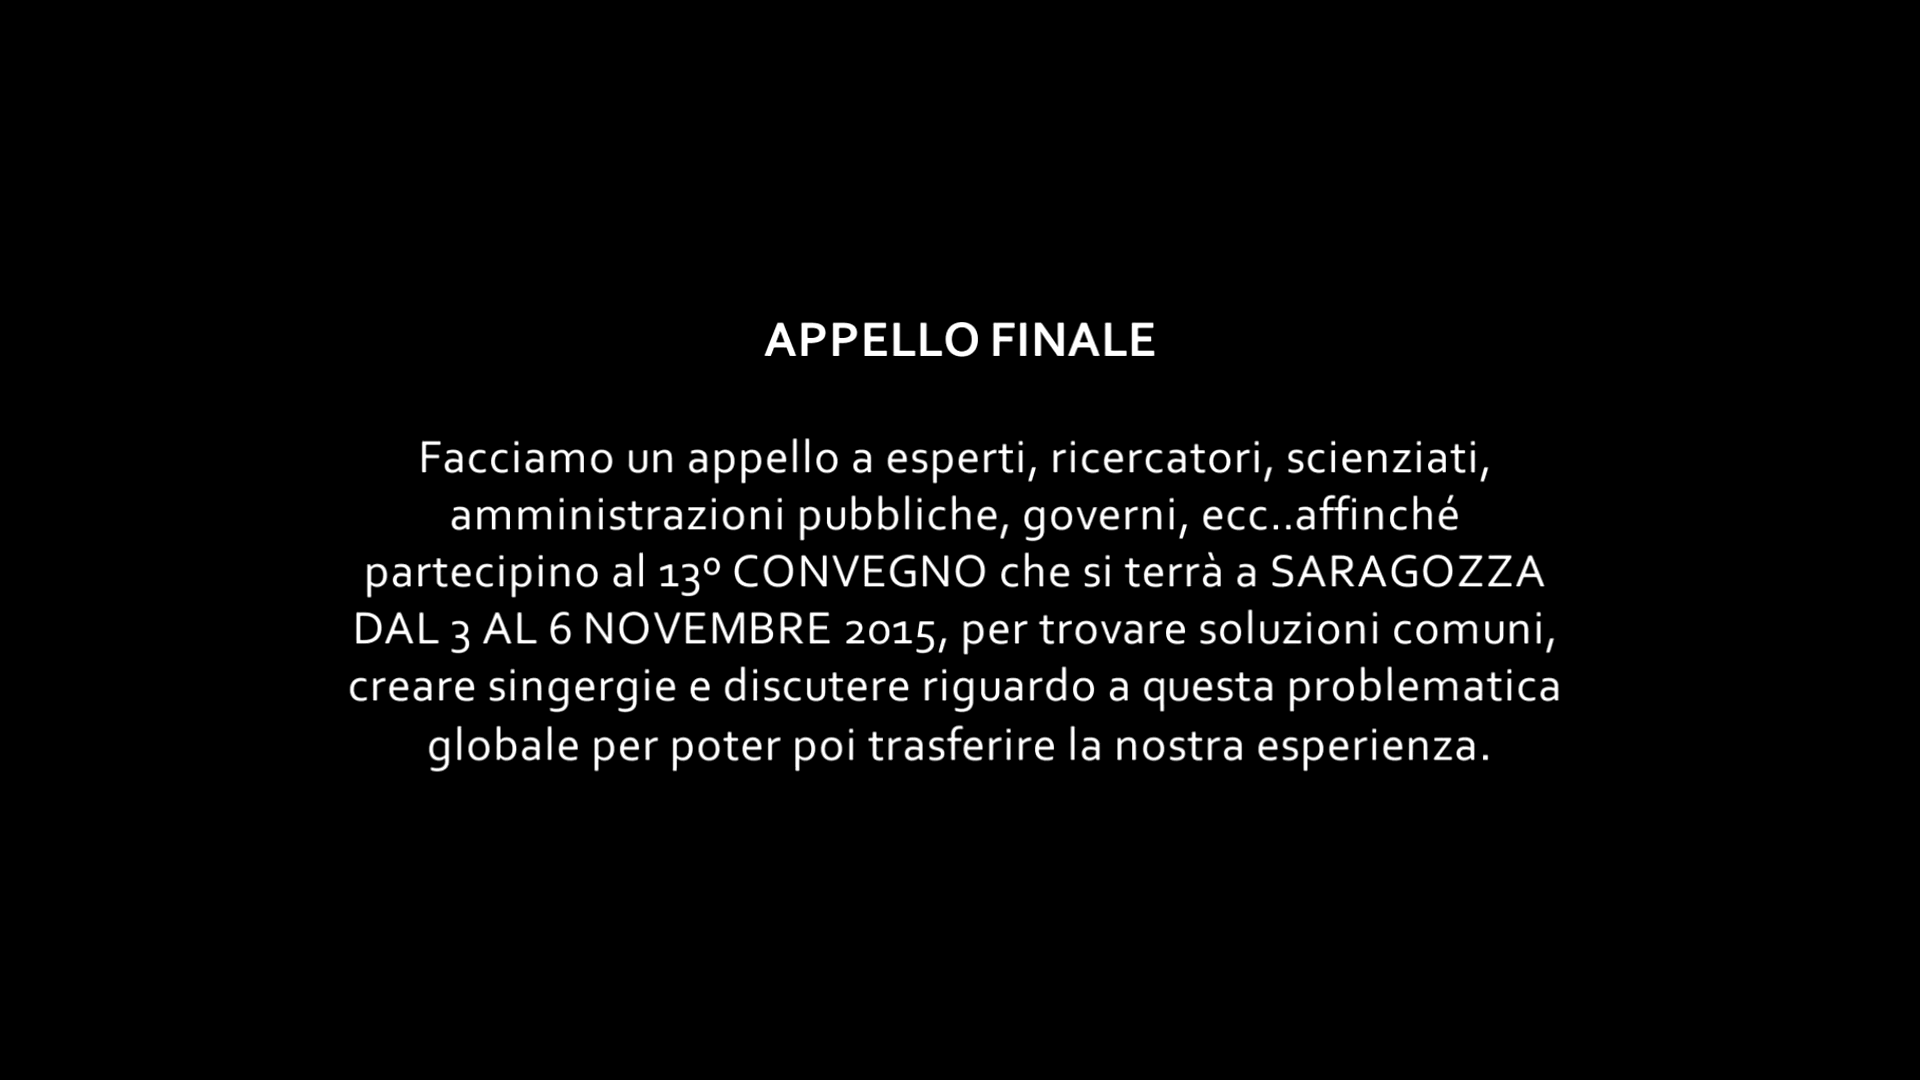 APPELLO FINALE
Facciamo un appello a esperti, ricercatori, scienziati,
amministrazioni pubbliche, governi, ecc..affinché
partecipino al 13º CONVEGNO che si terrà a SARAGOZZA
DAL 3 AL 6 NOVEMBRE 2015, per trovare soluzioni comuni,
creare singergie e discutere riguardo a questa problematica
globale per poter poi trasferire la nostra esperienza.